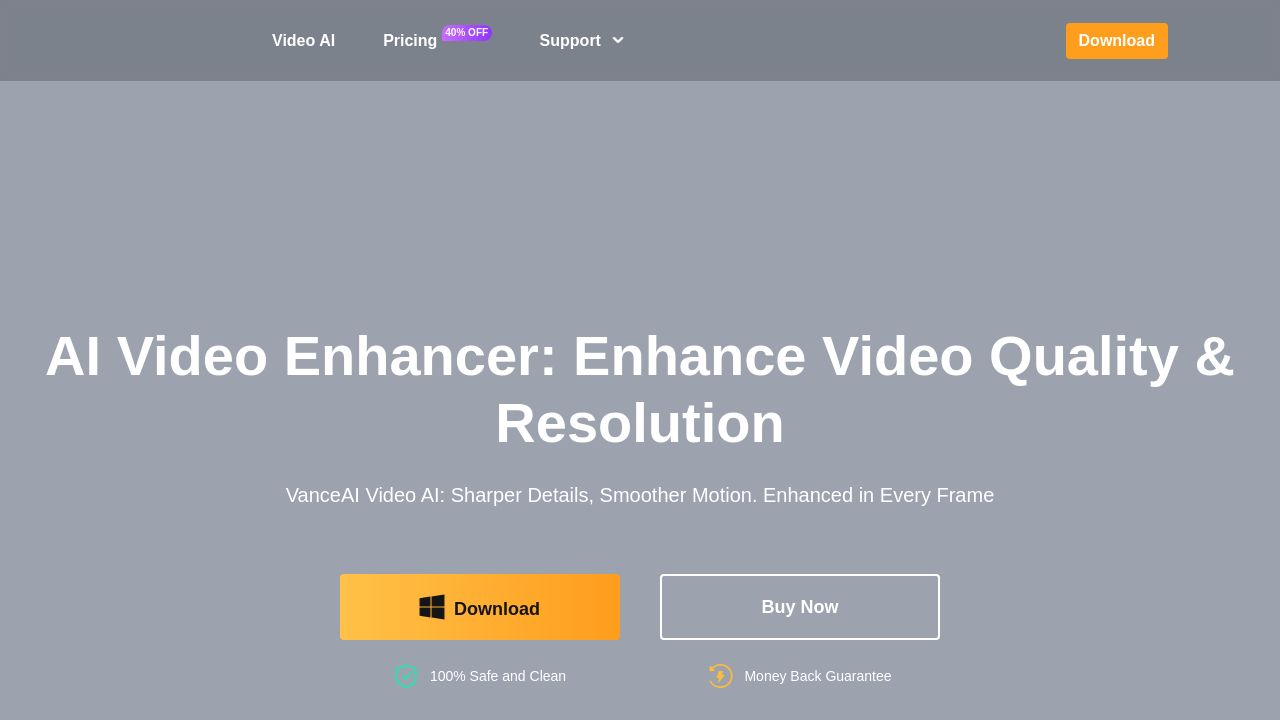 Video AI
Pricing
40% OFF
Support
Download
AI Video Enhancer: Enhance Video Quality &
Resolution
VanceAI Video AI: Sharper Details, Smoother Motion. Enhanced in Every Frame
Download
Buy Now
100% Safe and Clean
Money Back Guarantee